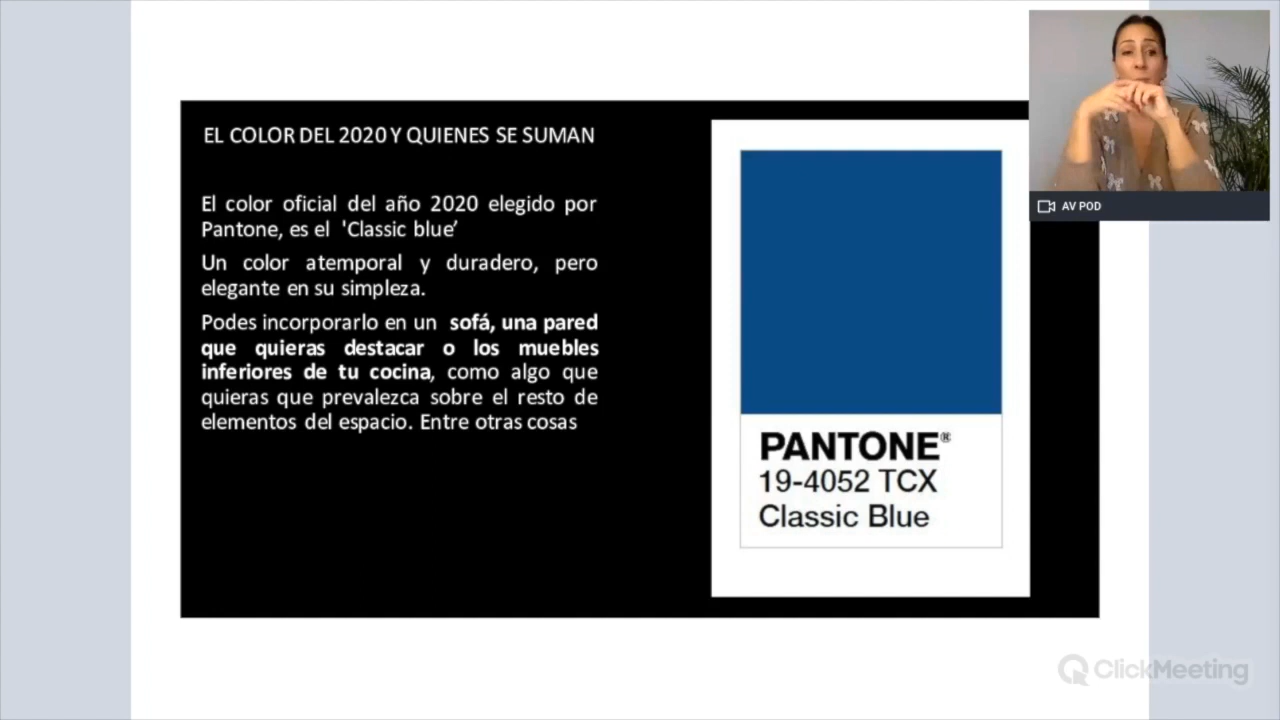 EL COLOR DEL 2020 Y QUIENES SE SUMAN
El color oficial del año 2020 elegido por
Pantone, es el 'Classic blue’
Un color atemporal y duradero, pero
elegante en su simpleza.
Podes incorporarlo en un sofá, una pared
que quieras destacar o los muebles
inferiores de tu cocina, como algo que
quieras que prevalezca sobre el resto de
elementos del espacio. Entre otras cosas
PANTONE®
19-4052 TCX
Classic Blue
AV POD
ClickMeeting